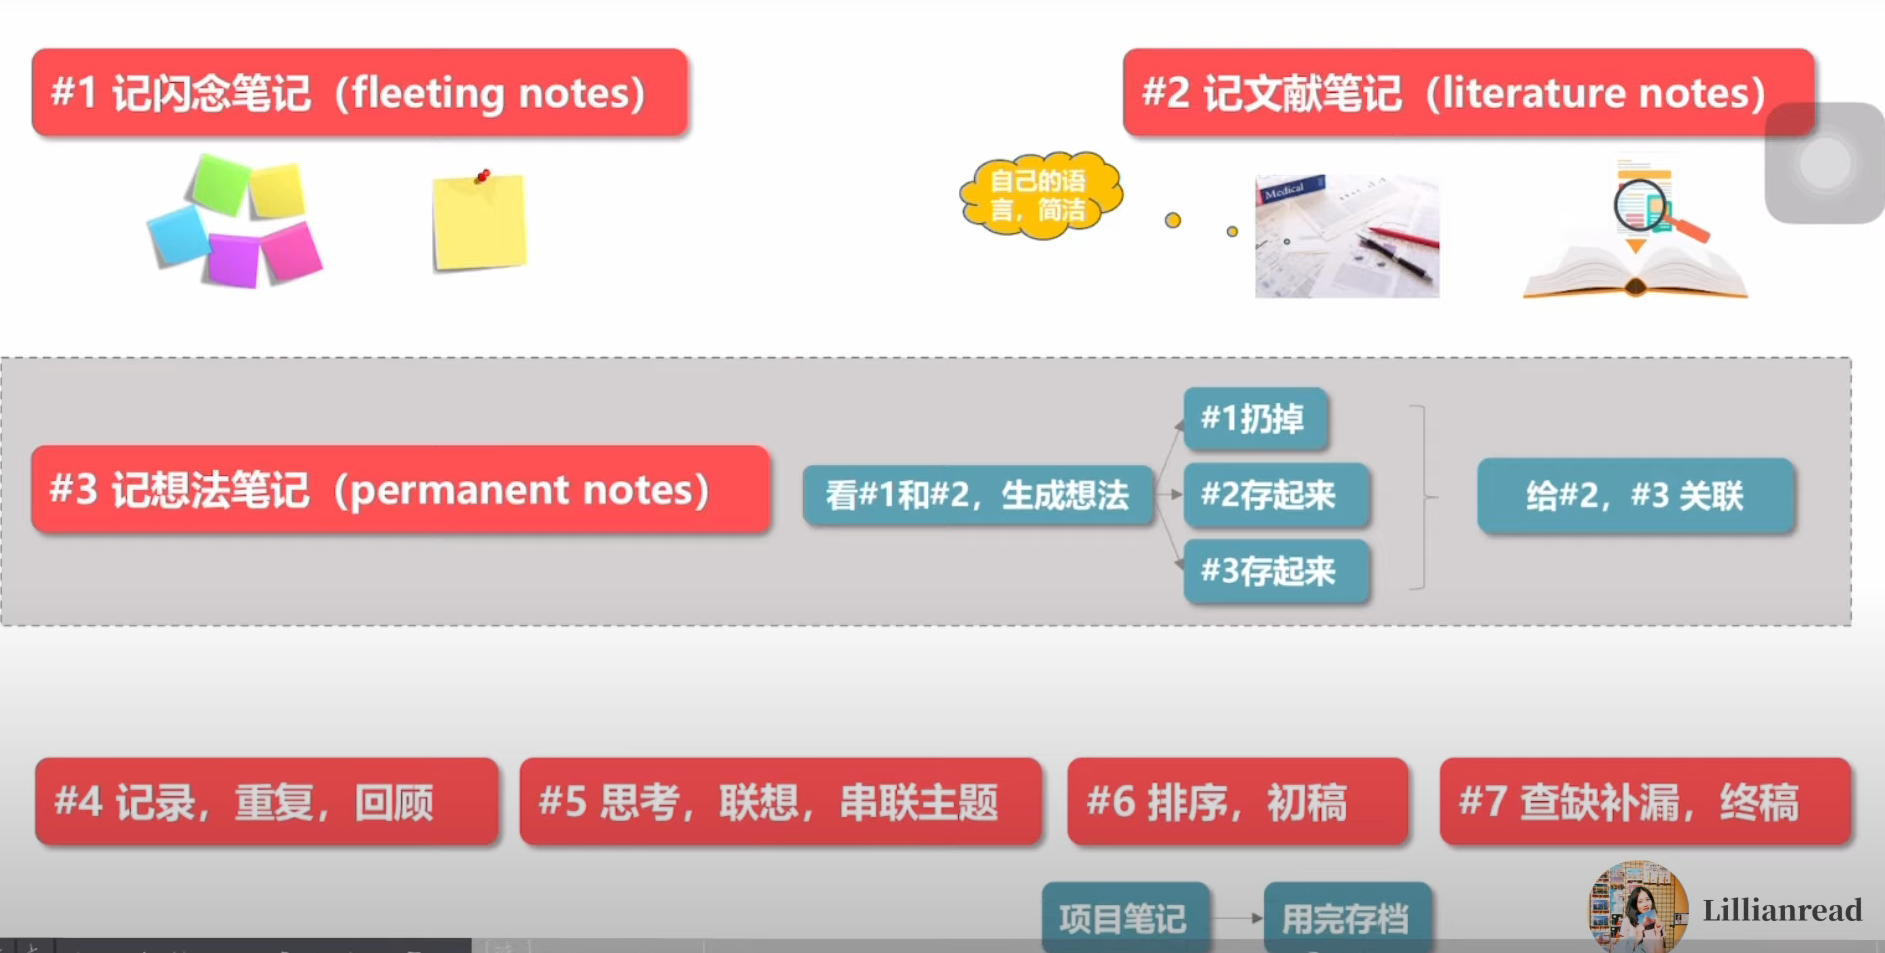 #1 记闪念笔记（fleeting notes）
#2 记文献笔记（literature notes）
自己的语
言，简洁
Medical
#3 记想法笔记（permanent notes）
看#1和#2，生成想法
#1扔掉
#2存起来
#3存起来
给#2，#3 关联
#4 记录，重复，回顾
#5 思考，联想，串联主题
#6 排序，初稿
#7 查缺补漏，终稿
项目笔记
用完存档
Lillianread